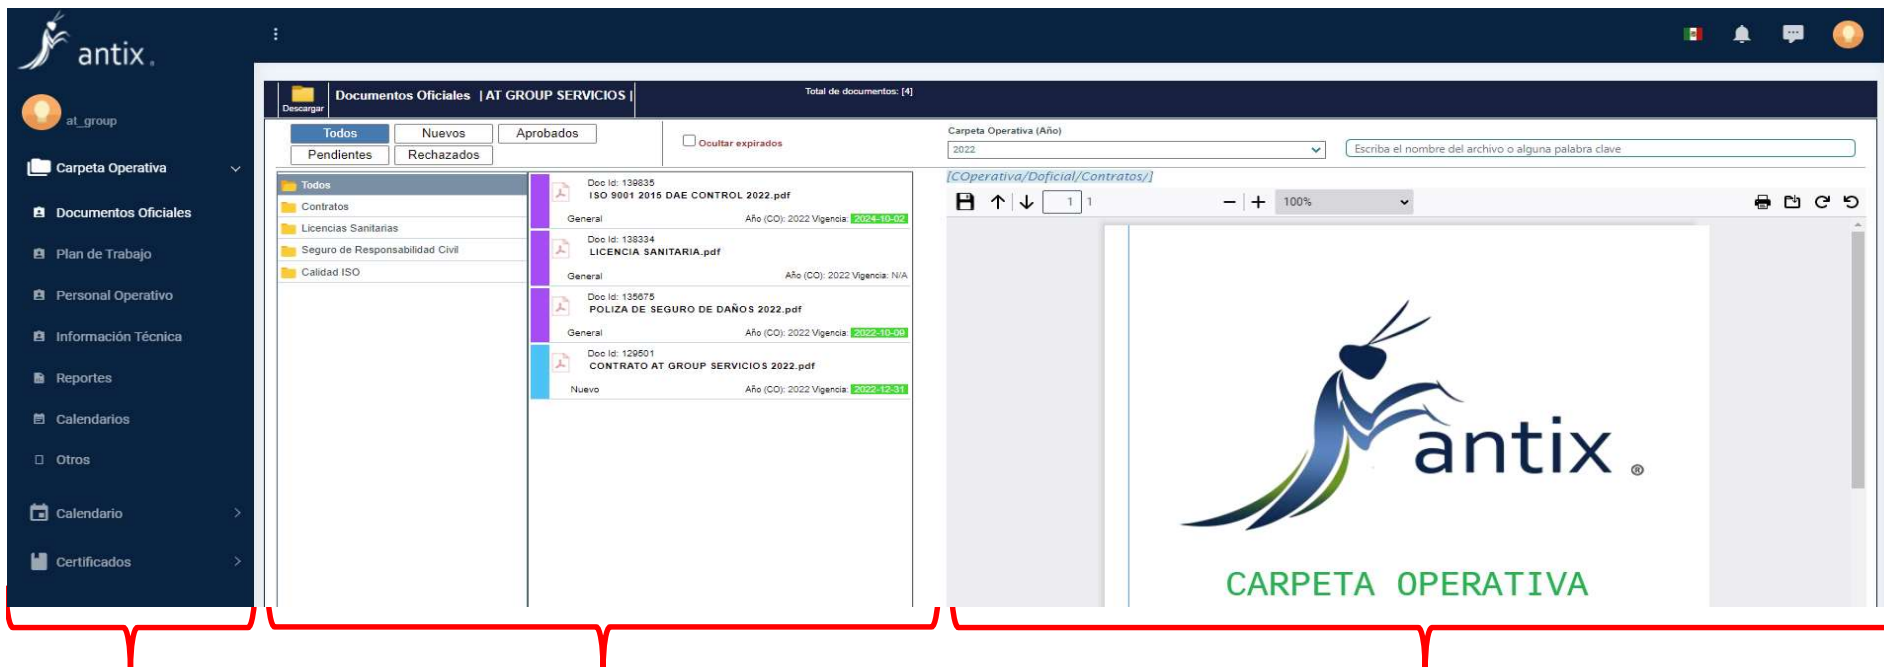 antix.
at_group
Carpeta Operativa
Documentos Oficiales
Plan de Trabajo
Personal Operativo
Información Técnica
Reportes
Calendarios
Otros
Calendario
Certificados
Descargar
Documentos Oficiales | AT GROUP SERVICIOS |
Total de documentos: [4]
Todos Nuevos Aprobados
Pendientes Rechazados
Ocultar expirados
Carpeta Operativa (Año)
2022
Escriba el nombre del archivo o alguna palabra clave
Todos
Contratos
Licencias Sanitarias
Seguro de Responsabilidad Civil
Calidad ISO
Doc Id: 139835
ISO 9001 2015 DAE CONTROL 2022.pdf
General Año (CO): 2022 Vigencia: 2024-10-02
Doc Id: 138334
LICENCIA SANITARIA.pdf
General Año (CO): 2022 Vigencia: N/A
Doc Id: 135675
POLIZA DE SEGURO DE DAÑOS 2022.pdf
General Año (CO): 2022 Vigencia: 2022-10-09
Doc Id: 129501
CONTRATO AT GROUP SERVICIOS 2022.pdf
Nuevo Año (CO): 2022 Vigencia: 2022-12-31
[COperativa/Doficial/Contratos/]
1 1 100%
antix ®
CARPETA OPERATIVA